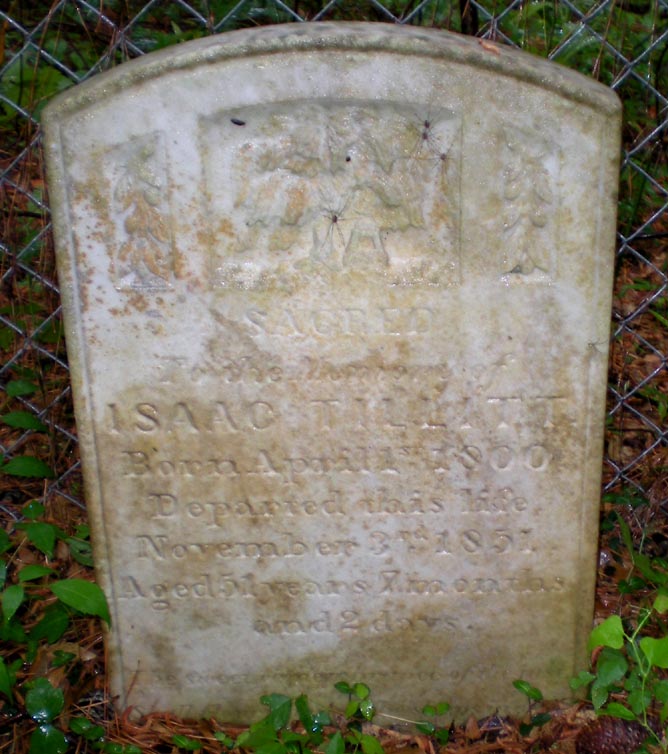 SACRED
To the memory of
ISAAC TILLITT
Born April 1st 1800
Departed this life
November 3rd 1851.
Aged 51 years 7 months
and 2 days.